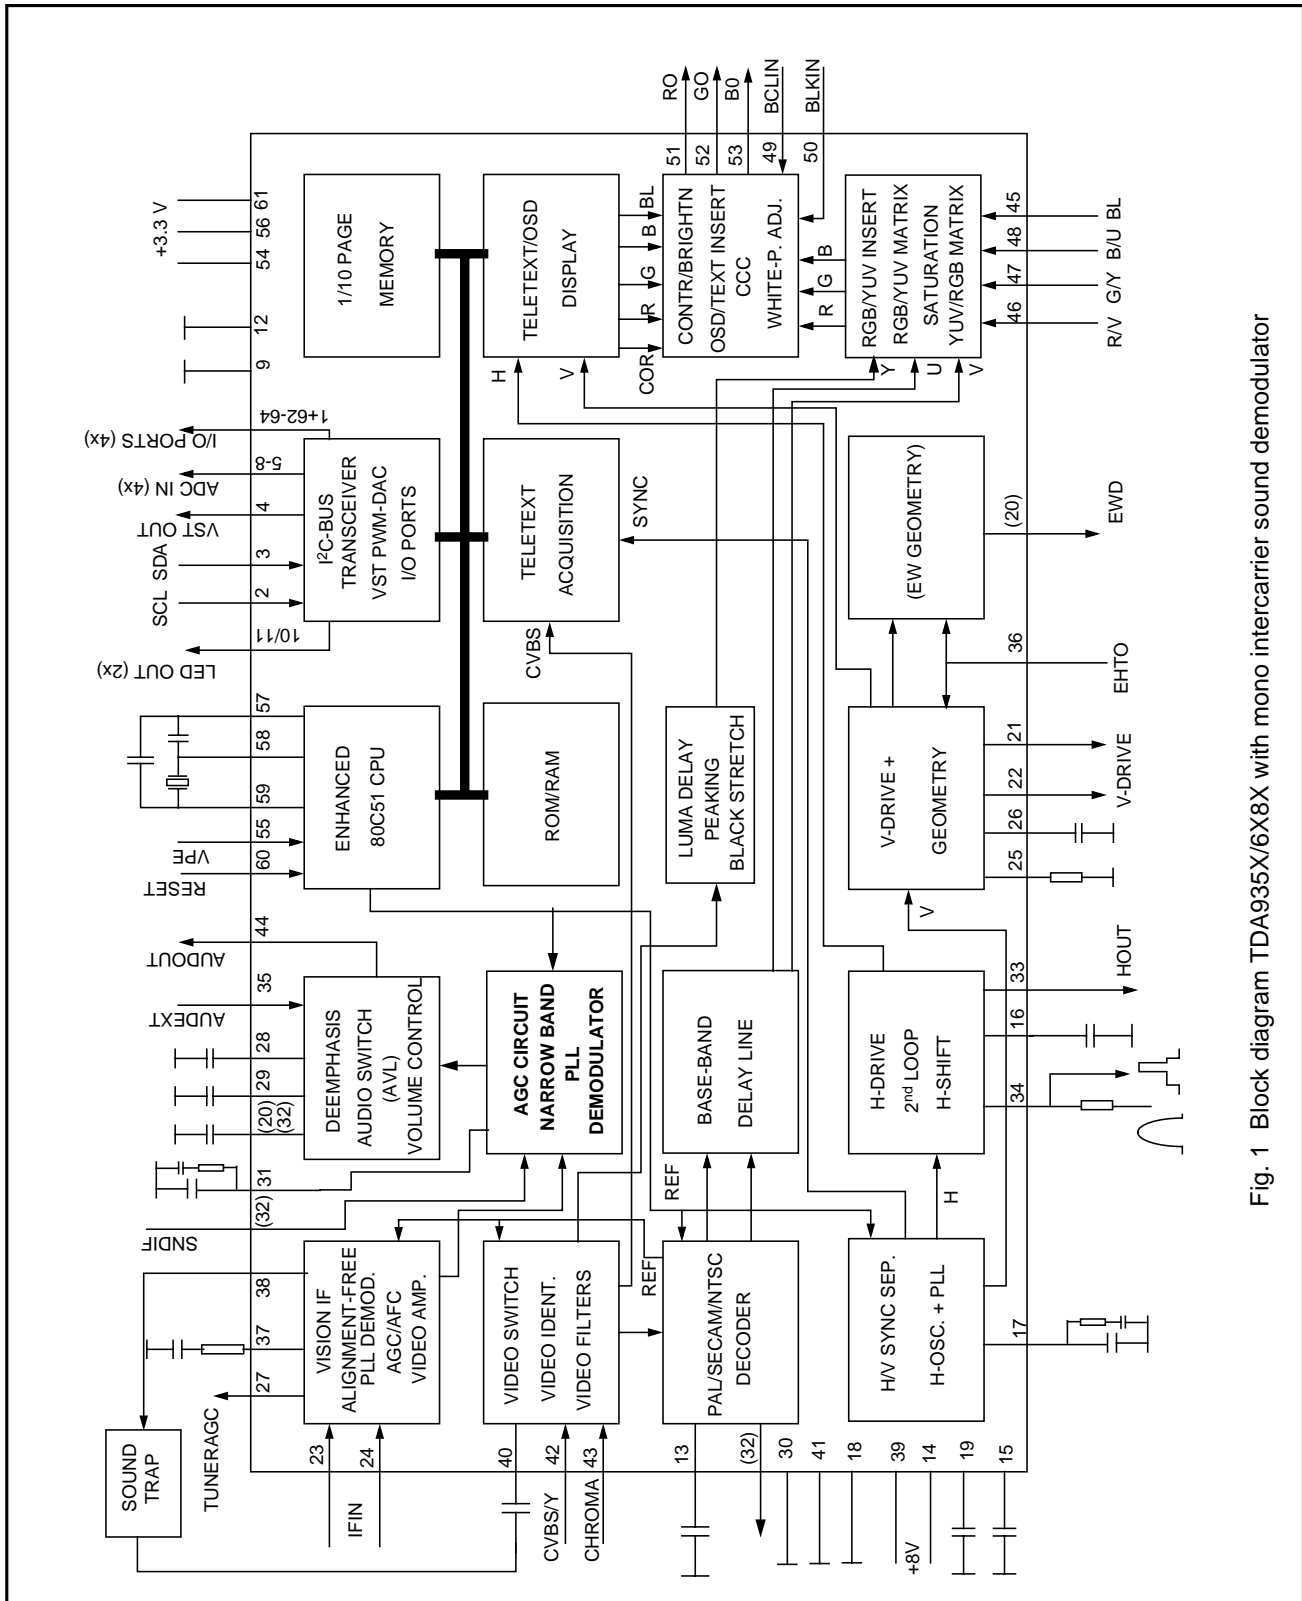 +3.3 V
54
56
61
12
9
1+62-64
I/O PORTS (4x)
5-8
ADC IN (4x)
4
VST OUT
3
SCL SDA
2
10/11
LED OUT (2x)
57
58
59
55
VPE
60
RESET
44
AUDOUT
35
AUDEXT
28
29
(20)
(32)
31
(32)
SNDIF
38
37
27
TUNERAGC
SOUND
TRAP
1/10 PAGE
MEMORY
I²C-BUS
TRANSCEIVER
VST PWM-DAC
I/O PORTS
ENHANCED
80C51 CPU
DEEMPHASIS
AUDIO SWITCH
(AVL)
VOLUME CONTROL
VISION IF
ALIGNMENT-FREE
PLL DEMOD.
AGC/AFC
VIDEO AMP.
23
24
IFIN
TELETEXT/OSD
DISPLAY
H
V
TELETEXT
ACQUISITION
CVBS
SYNC
ROM/RAM
AGC CIRCUIT
NARROW BAND
PLL
DEMODULATOR
VIDEO SWITCH
VIDEO IDENT.
VIDEO FILTERS
40
42
43
CVBS/Y
CHROMA
COR
R
G
B
BL
CONTR/BRIGHTN
OSD/TEXT INSERT
CCC
WHITE-P. ADJ.
RO
GO
B0
BCLIN
BLKIN
51
52
53
49
50
LUMA DELAY
PEAKING
BLACK STRETCH
BASE-BAND
DELAY LINE
REF
REF
PAL/SECAM/NTSC
DECODER
13
(32)
30
41
18
39
14
19
15
+8V
R
G
B
RGB/YUV INSERT
RGB/YUV MATRIX
SATURATION
YUV/RGB MATRIX
Y
U
V
46
47
48
45
R/V
G/Y
B/U
BL
(EW GEOMETRY)
(20)
EWD
36
EHTO
V-DRIVE +
GEOMETRY
V
21
22
26
25
V-DRIVE
H-DRIVE
2nd LOOP
H-SHIFT
33
16
34
HOUT
H
H/V SYNC SEP.
H-OSC. + PLL
17
Fig. 1 Block diagram TDA935X/6X8X with mono intercarrier sound demodulator